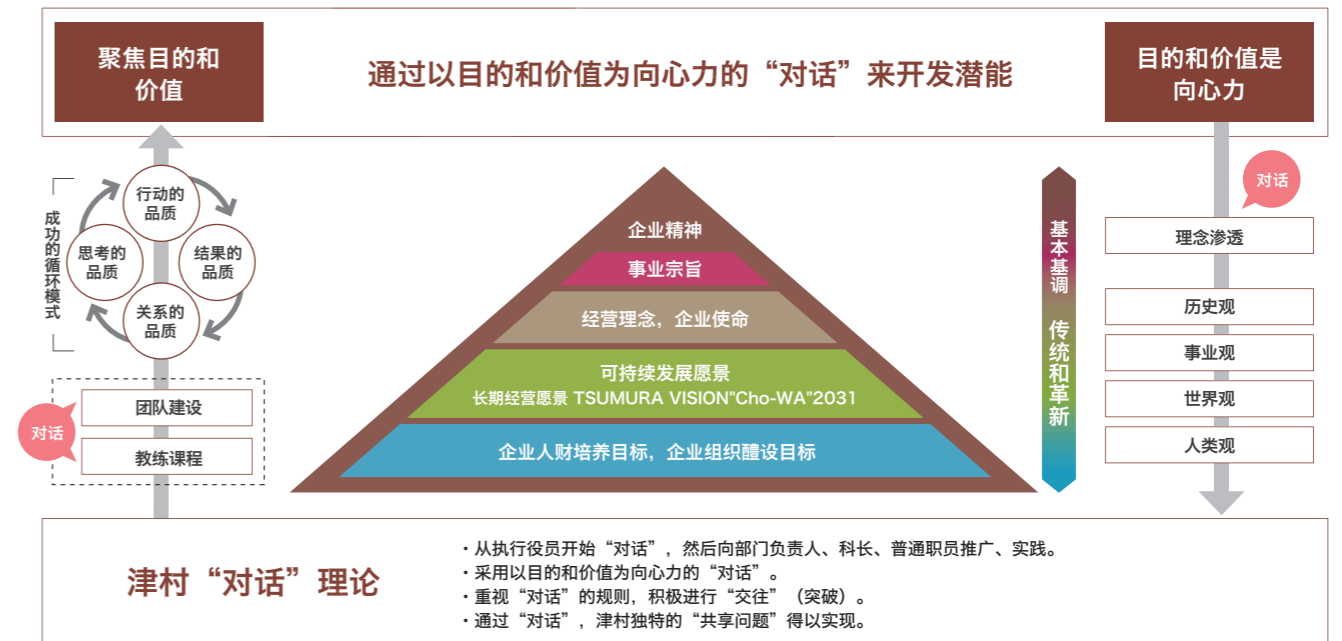 聚焦目的和
价值
通过以目的和价值为向心力的“对话”来开发潜能
目的和价值是
向心力
成功的循环模式
行动的
品质
思考的
品质
结果的
品质
关系的
品质
对话
团队建设
教练课程
企业精神
事业宗旨
经营理念，企业使命
可持续发展愿景
长期经营愿景 TSUMURA VISION"Cho-WA"2031
企业人财培养目标，企业组织醴设目标
基本基调 传统和革新
对话
理念渗透
历史观
事业观
世界观
人类观
津村“对话”理论
・从执行役员开始“对话”，然后向部门负责人、科长、普通职员推广、实践。
・采用以目的和价值为向心力的“对话”。
・重视“对话”的规则，积极进行“交往”（突破）。
・通过“对话”，津村独特的“共享问题”得以实现。